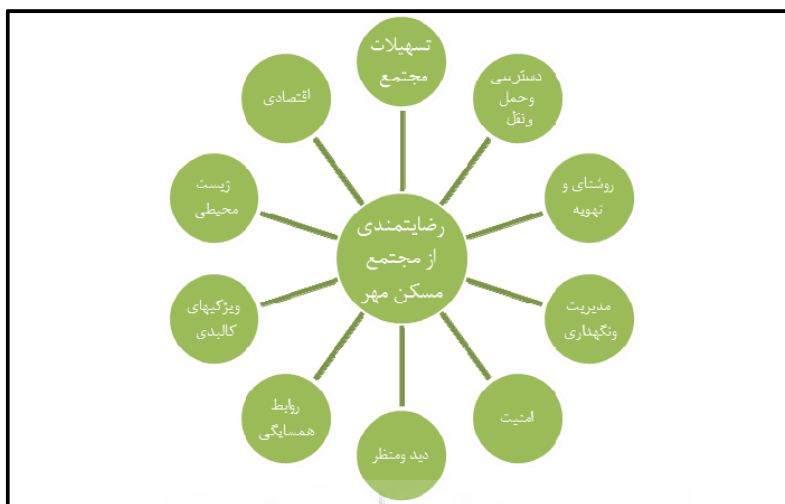 تسهیلات
مجتمع
دسترسی
وحمل
ونقل
روشنای و
تهویه
مدیریت
ونگهداری
امنیت
دید ومنظر
روابط
همسایگی
ویژگیهای
کالبدی
زیست
محیطی
اقتصادی
رضایتمندی
از مجتمع
مسکن مهر